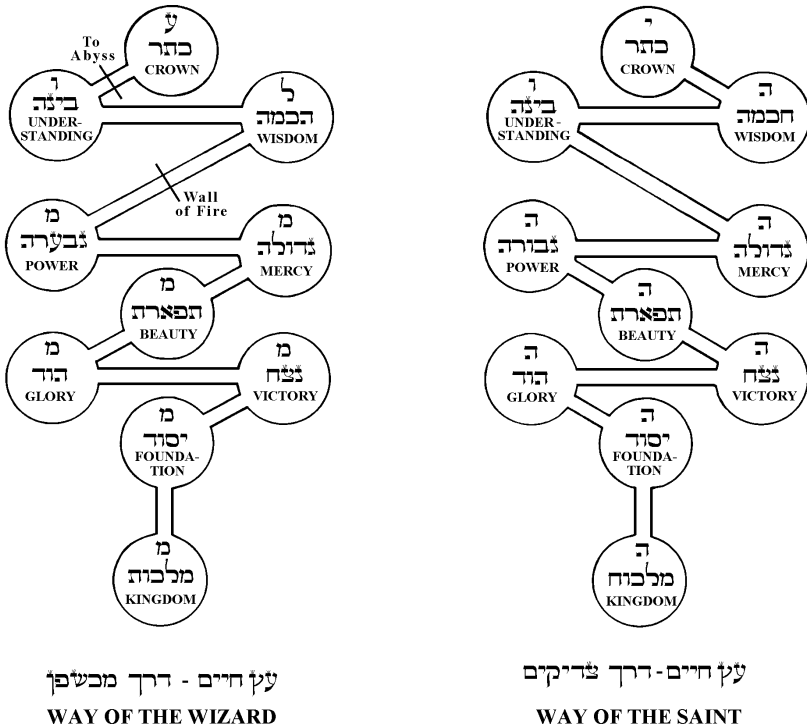 ע
כתר
CROWN
To
Abyss
ו
בינה
UNDER-
STANDING
ל
הכמה
WISDOM
Wall
of Fire
מ
גבערה
POWER
מ
גדולה
MERCY
מ
תפארת
BEAUTY
מ
הוד
GLORY
מ
נצח
VICTORY
מ
יסוד
FOUNDA-
TION
מ
מלכות
KINGDOM
עץ חיים - דרך מכשפן
WAY OF THE WIZARD
י
כתר
CROWN
ו
בינה
UNDER-
STANDING
ה
חכמה
WISDOM
ה
גבורה
POWER
ה
גדולה
MERCY
ה
תפארת
BEAUTY
ה
הוד
GLORY
ה
נצח
VICTORY
ה
יסוד
FOUNDA-
TION
ה
מלכוח
KINGDOM
עץ חיים-דרך צדיקים
WAY OF THE SAINT